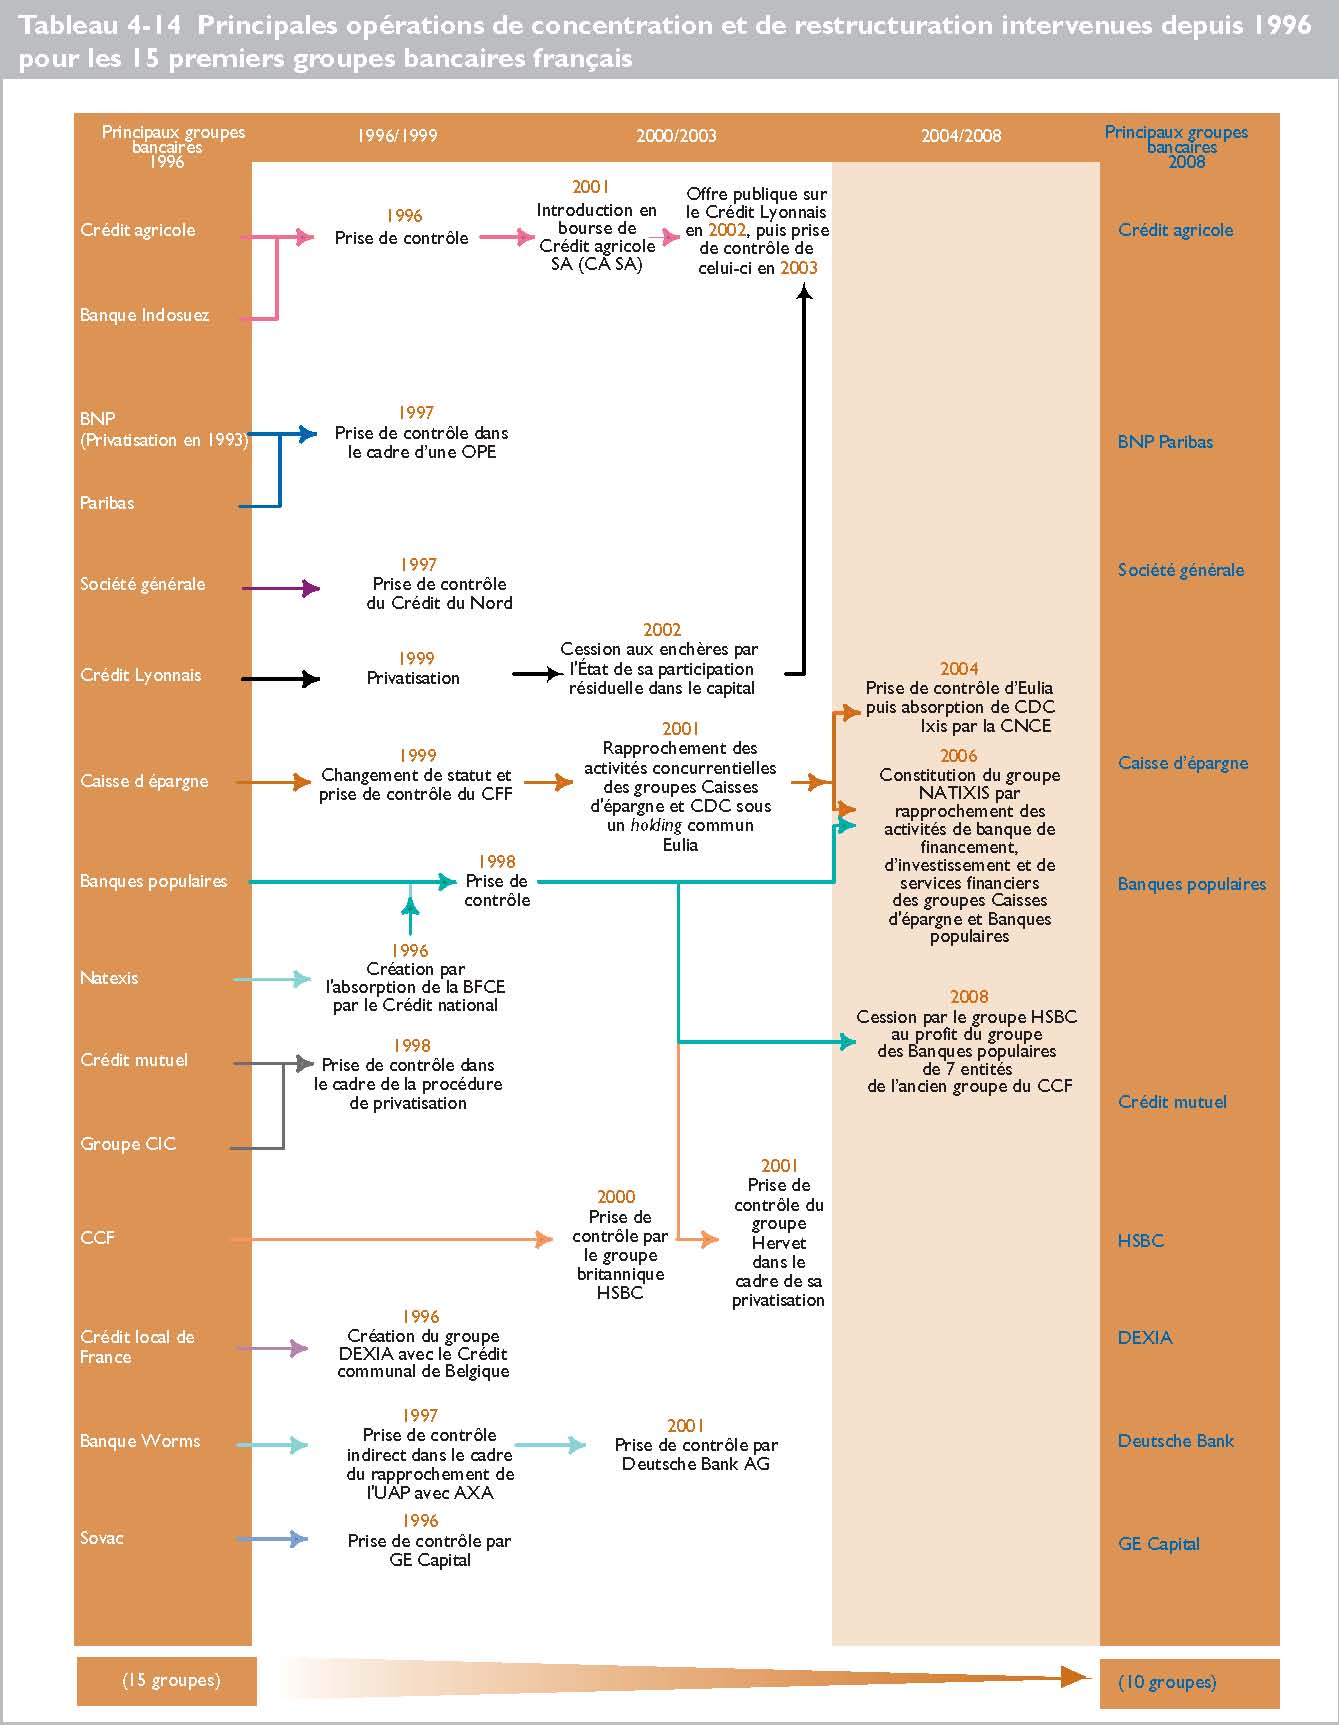 Tableau 4-14 Principales opérations de concentration et de restructuration intervenues depuis 1996
pour les 15 premiers groupes bancaires français
Principaux groupes
bancaires
1996
1996/1999
2000/2003
2004/2008
Principaux groupes
bancaires
2008
Crédit agricole
1996
Prise de contrôle
2001
Introduction en
bourse de
Crédit agricole
SA (CA SA)
Offre publique sur
le Crédit Lyonnais
en 2002, puis prise
de contrôle de
celui-ci en 2003
Crédit agricole
Banque Indosuez
BNP
(Privatisation en 1993)
1997
Prise de contrôle dans
le cadre d'une OPE
BNP Paribas
Paribas
Société générale
1997
Prise de contrôle
du Crédit du Nord
Société générale
Crédit Lyonnais
1999
Privatisation
2002
Cession aux enchères par
l'État de sa participation
résiduelle dans le capital
2004
Prise de contrôle d'Eulia
puis absorption de CDC
Ixis par la CNCE
Caisse d épargne
1999
Changement de statut et
prise de contrôle du CFF
2001
Rapprochement des
activités concurrentielles
des groupes Caisses
d'épargne et CDC sous
un holding commun
Eulia
2006
Constitution du groupe
NATIXIS par
rapprochement des
activités de banque de
financement,
d'investissement et de
services financiers
des groupes Caisses
d'épargne et Banques
populaires
Caisse d'épargne
Banques populaires
1998
Prise de
contrôle
Banques populaires
Natexis
1996
Création par
l'absorption de la BFCE
par le Crédit national
2008
Cession par le groupe HSBC
au profit du groupe
des Banques populaires
de 7 entités
de l'ancien groupe du CCF
Crédit mutuel
1998
Prise de contrôle dans
le cadre de la procédure
de privatisation
Crédit mutuel
Groupe CIC
CCF
2000
Prise de
contrôle par
le groupe
britannique
HSBC
2001
Prise de
contrôle du
groupe
Hervet
dans le
cadre de sa
privatisation
HSBC
Crédit local de
France
1996
Création du groupe
DEXIA avec le Crédit
communal de Belgique
DEXIA
Banque Worms
1997
Prise de contrôle
indirect dans le cadre
du rapprochement de
l'UAP avec AXA
2001
Prise de contrôle par
Deutsche Bank AG
Deutsche Bank
Sovac
1996
Prise de contrôle par
GE Capital
GE Capital
(15 groupes)
(10 groupes)